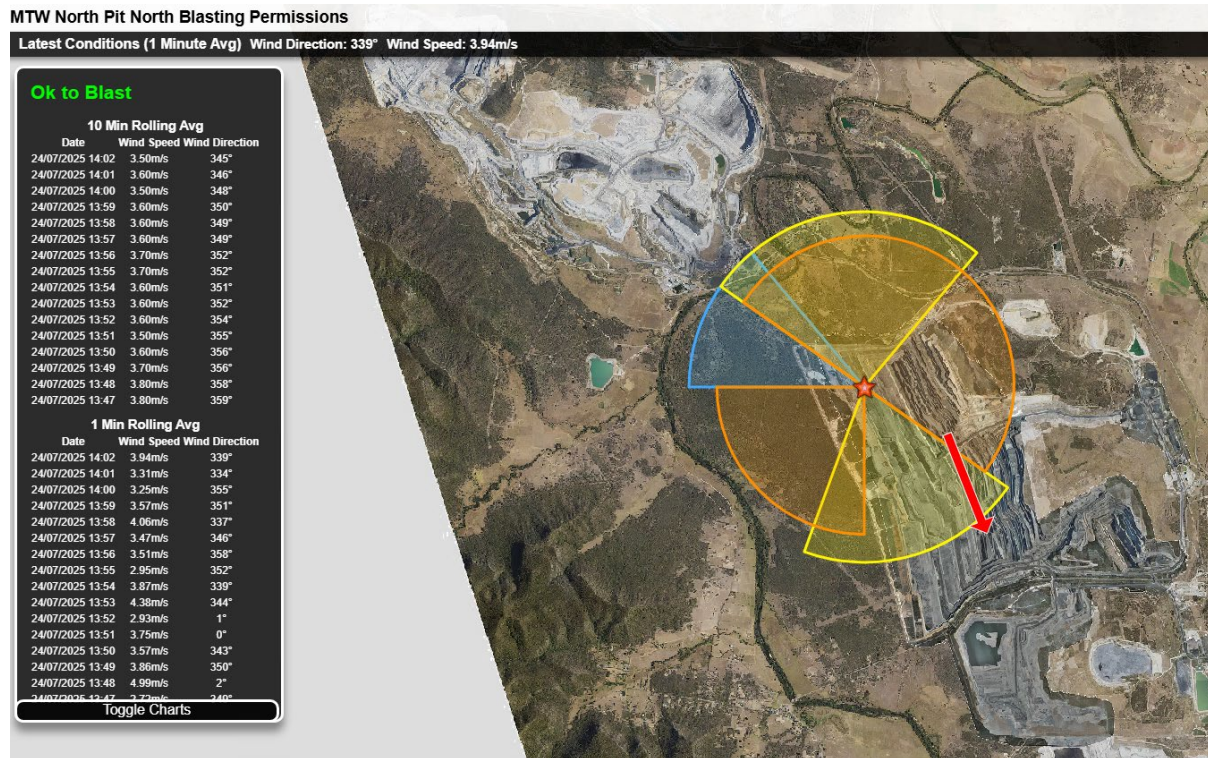 MTW North Pit North Blasting Permissions
Latest Conditions (1 Minute Avg) Wind Direction: 339° Wind Speed: 3.94m/s
Ok to Blast
10 Min Rolling Avg
Date Wind Speed Wind Direction
24/07/2025 14:02 3.50m/s 345°
24/07/2025 14:01 3.60m/s 346°
24/07/2025 14:00 3.50m/s 348°
24/07/2025 13:59 3.60m/s 350°
24/07/2025 13:58 3.60m/s 349°
24/07/2025 13:57 3.60m/s 349°
24/07/2025 13:56 3.70m/s 352°
24/07/2025 13:55 3.70m/s 352°
24/07/2025 13:54 3.60m/s 351°
24/07/2025 13:53 3.60m/s 352°
24/07/2025 13:52 3.60m/s 354°
24/07/2025 13:51 3.50m/s 355°
24/07/2025 13:50 3.60m/s 356°
24/07/2025 13:49 3.70m/s 356°
24/07/2025 13:48 3.80m/s 358°
24/07/2025 13:47 3.80m/s 359°
1 Min Rolling Avg
Date Wind Speed Wind Direction
24/07/2025 14:02 3.94m/s 339°
24/07/2025 14:01 3.31m/s 334°
24/07/2025 14:00 3.25m/s 355°
24/07/2025 13:59 3.57m/s 351°
24/07/2025 13:58 4.06m/s 337°
24/07/2025 13:57 3.47m/s 346°
24/07/2025 13:56 3.51m/s 358°
24/07/2025 13:55 2.95m/s 352°
24/07/2025 13:54 3.87m/s 339°
24/07/2025 13:53 4.38m/s 344°
24/07/2025 13:52 2.93m/s 1°
24/07/2025 13:51 3.75m/s 0°
24/07/2025 13:50 3.57m/s 343°
24/07/2025 13:49 3.86m/s 350°
24/07/2025 13:48 4.99m/s 2°
24/07/2025 13:47
Toggle Charts